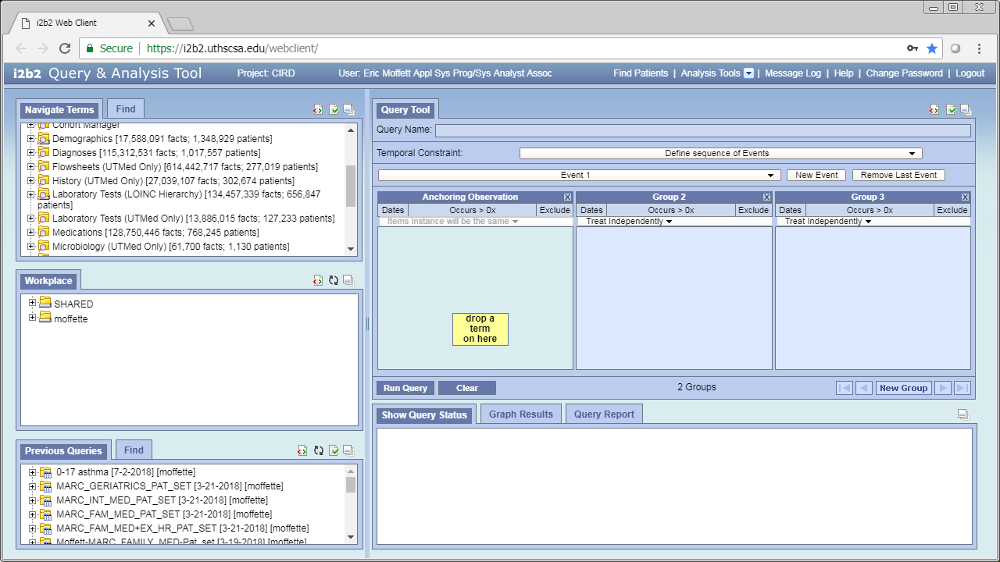 i2b2 Web Client
Secure https://i2b2.uthscsa.edu/webclient/
i2b2 Query & Analysis Tool Project: CIRD User: Eric Moffett Appl Sys Prog/Sys Analyst Assoc Find Patients | Analysis Tools | Message Log | Help | Change Password | Logout
Navigate Terms Find
Cohort Manager
Demographics [17,588,091 facts; 1,348,929 patients]
Diagnoses [115,312,531 facts; 1,017,557 patients]
Flowsheets (UTMed Only) [614,442,717 facts; 277,019 patients]
History (UTMed Only) [27,039,107 facts; 302,674 patients]
Laboratory Tests (LOINC Hierarchy) [134,457,339 facts; 656,847
patients]
Laboratory Tests (UTMed Only) [13,886,015 facts; 127,233 patients]
Medications [128,750,446 facts; 768,245 patients]
Microbiology (UTMed Only) [61,700 facts; 1,130 patients]
Workplace
SHARED
moffette
Previous Queries Find
0-17 asthma [7-2-2018] [moffette]
MARC_GERIATRICS_PAT_SET [3-21-2018] [moffette]
MARC_INT_MED_PAT_SET [3-21-2018] [moffette]
MARC_FAM_MED_PAT_SET [3-21-2018] [moffette]
MARC_FAM_MED+EX_HR_PAT_SET [3-21-2018] [moffette]
Moffett-MARC_FAMILY_MED-Pat_set [3-19-2018] [moffette]
Query Tool
Query Name:
Temporal Constraint: Define sequence of Events
Event 1 New Event Remove Last Event
Anchoring Observation Group 2 Group 3
Dates Occurs > 0x Exclude Dates Occurs > 0x Exclude Dates Occurs > 0x Exclude
Items Instance will be the same Treat Independently Treat Independently
drop a
term
on here
Run Query Clear 2 Groups New Group
Show Query Status Graph Results Query Report